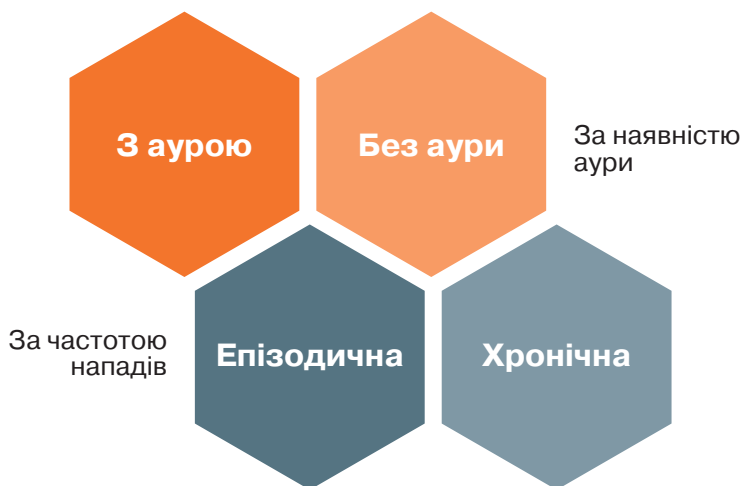 З аурою
Без аури
За наявністю
аури
За частотою
нападів
Епізодична
Хронічна